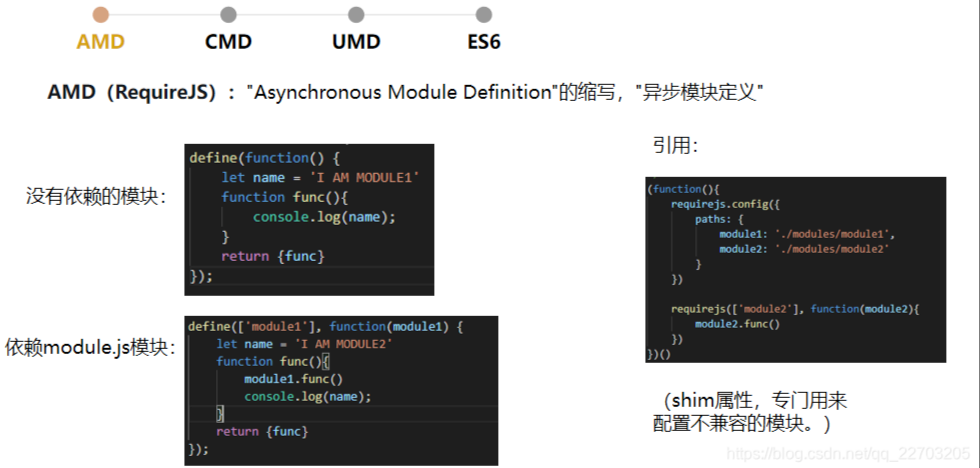 AMD CMD UMD ES6
AMD（RequireJS）："Asynchronous Module Definition"的缩写，"异步模块定义"
没有依赖的模块：
define(function() {
let name = 'I AM MODULE1'
function func(){
console.log(name);
}
return {func}
});
依赖module.js模块：
define(['module1'], function(module1) {
let name = 'I AM MODULE2'
function func(){
module1.func()
console.log(name);
}
return {func}
});
引用：
(function(){
requirejs.config({
paths: {
module1: './modules/module1',
module2: './modules/module2'
}
})
requirejs(['module2'], function(module2){
module2.func()
})
})()
（shim属性，专门用来
配置不兼容的模块。）
https://blog.csdn.net/qq_22703205